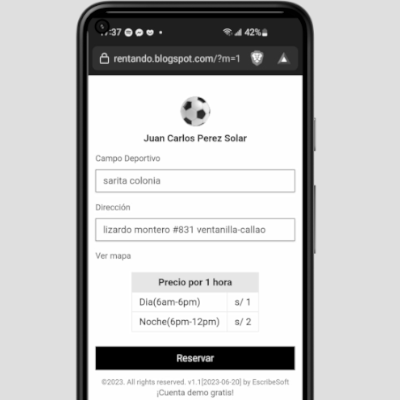 17:37
42%
rentando.blogspot.com/?m=1
Juan Carlos Perez Solar
Campo Deportivo
sarita colonia
Dirección
lizardo montero #831 ventanilla-callao
Ver mapa
Precio por 1 hora
Dia(6am-6pm) s/ 1
Noche(6pm-12pm) s/ 2
Reservar
©2023. All rights reserved. v1.1[2023-06-20] by EscribeSoft
¡Cuenta demo gratis!